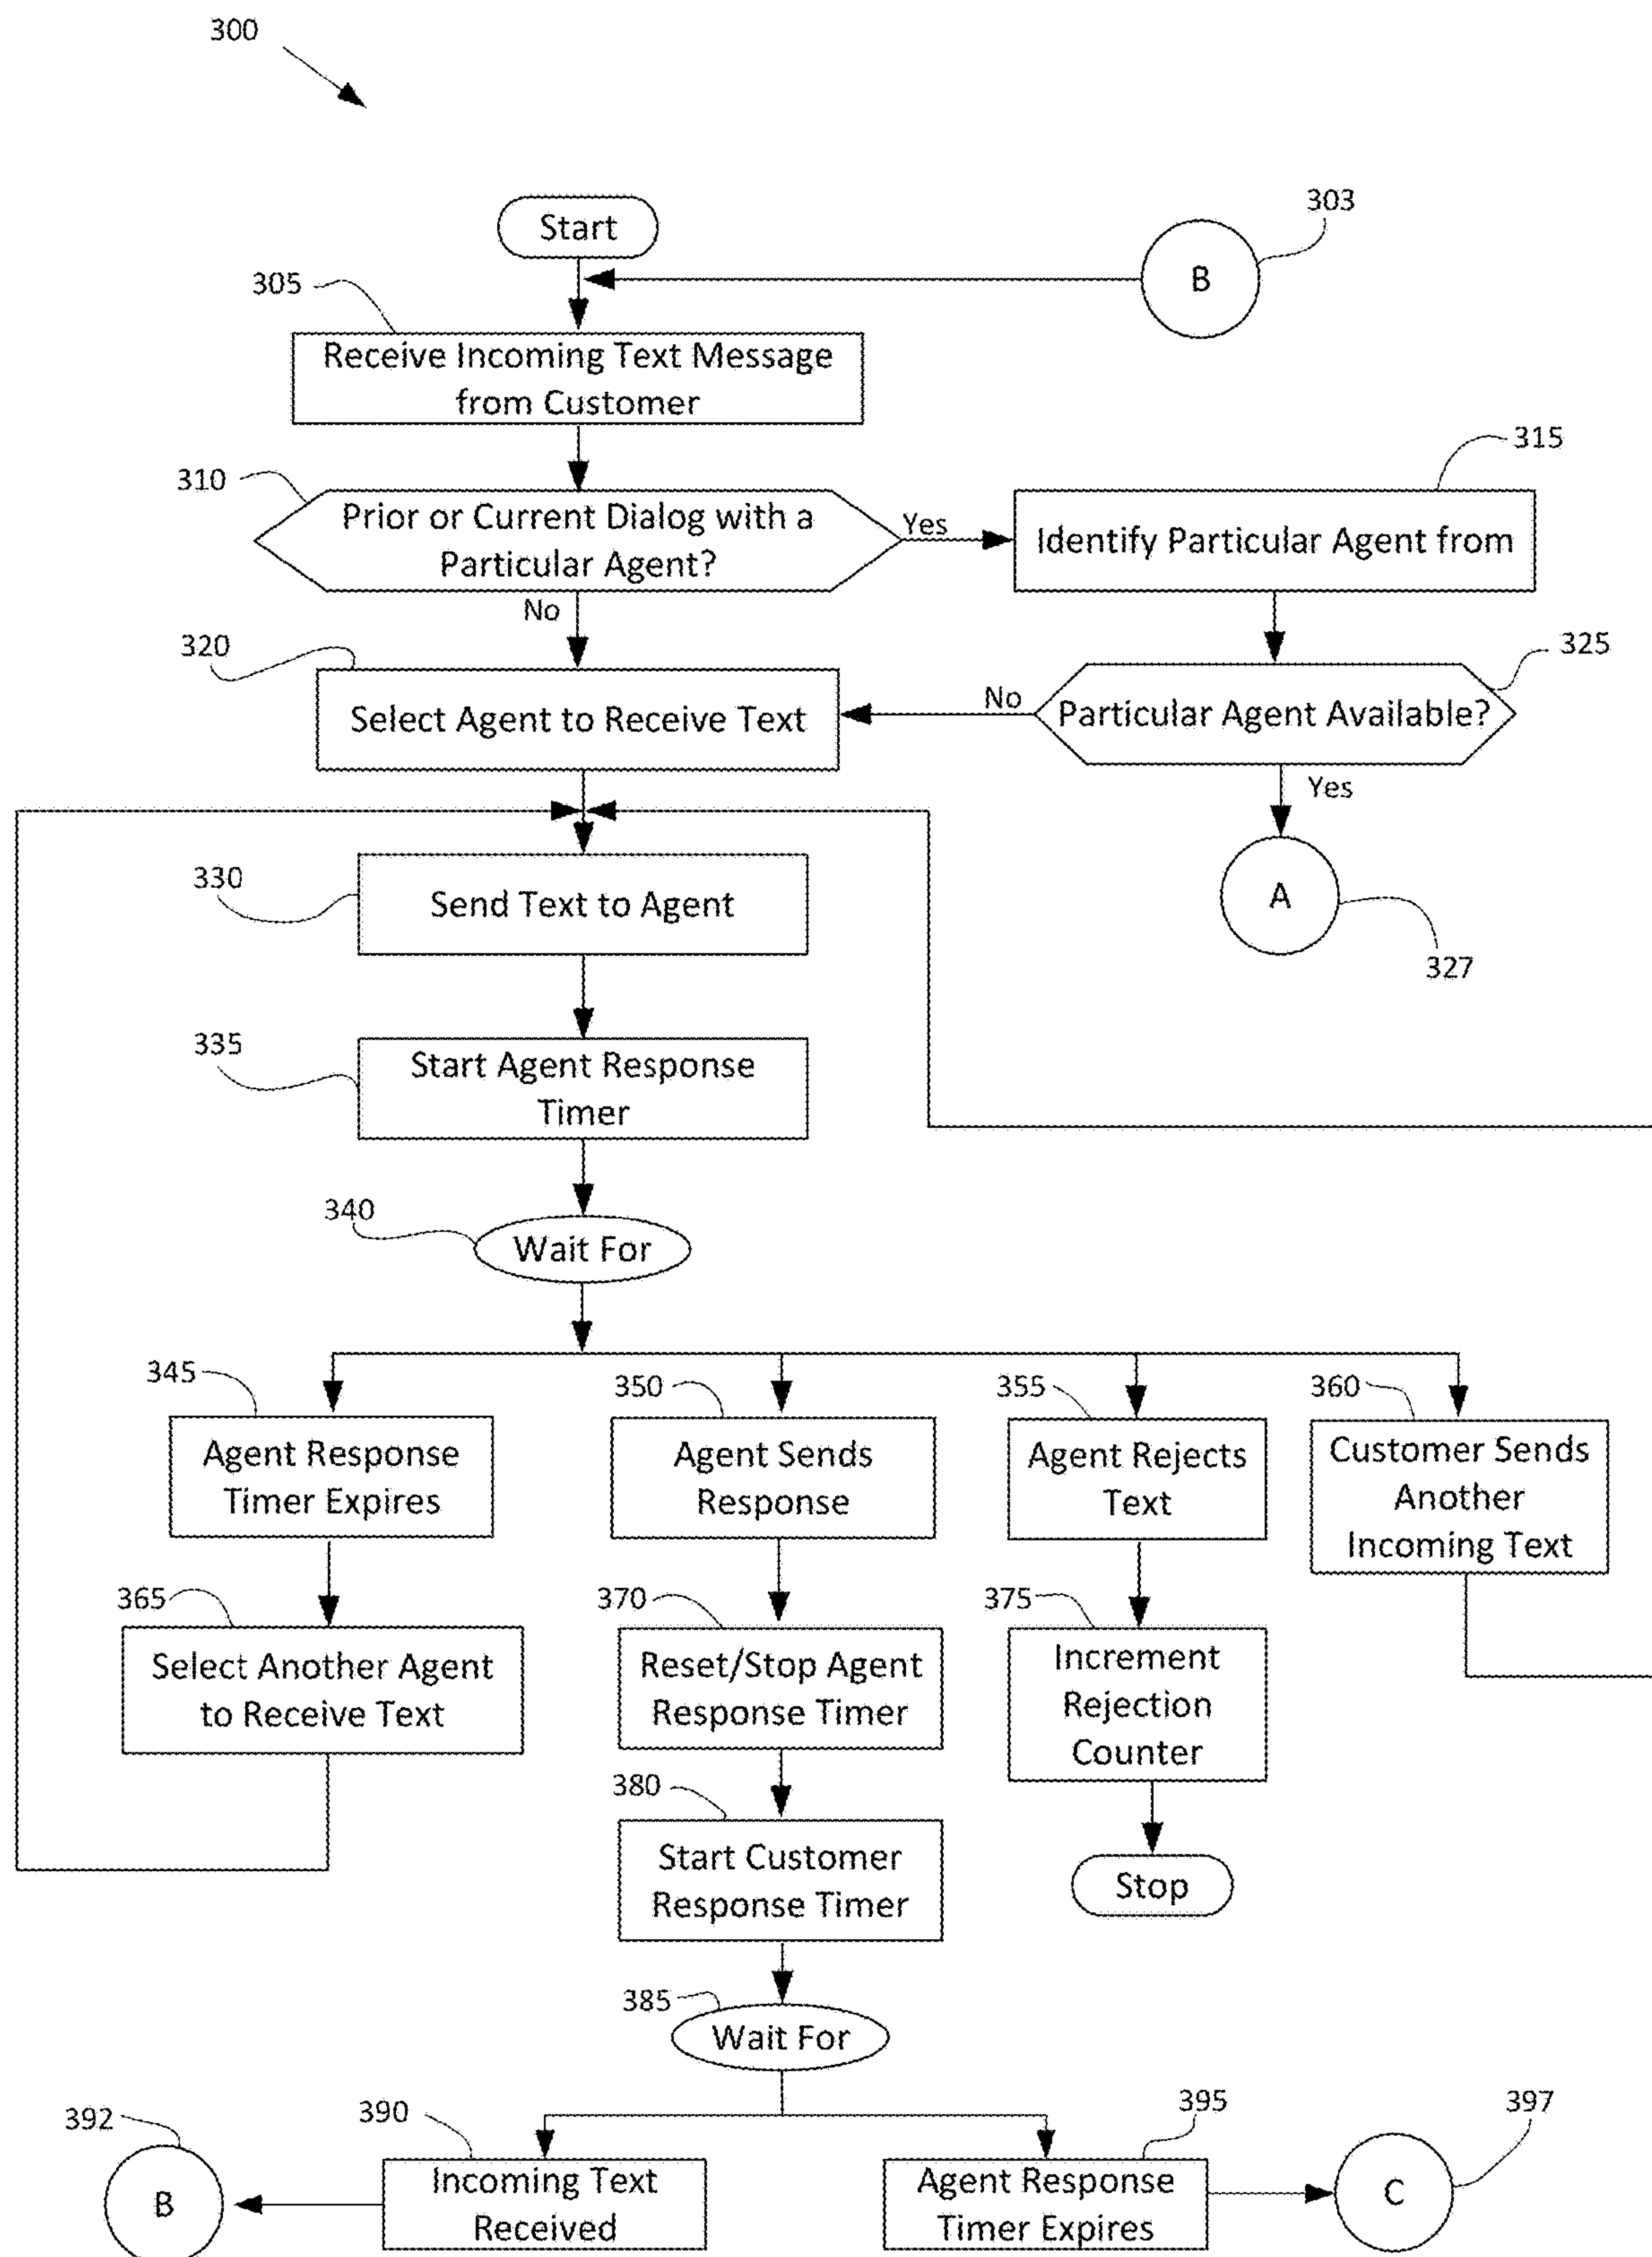 300
Start
B
303
305
Receive Incoming Text Message
from Customer
310
Prior or Current Dialog with a
Particular Agent?
Yes
315
Identify Particular Agent from
No
320
Select Agent to Receive Text
No
325
Particular Agent Available?
Yes
A
327
330
Send Text to Agent
335
Start Agent Response
Timer
340
Wait For
345
Agent Response
Timer Expires
350
Agent Sends
Response
355
Agent Rejects
Text
360
Customer Sends
Another
Incoming Text
365
Select Another Agent
to Receive Text
370
Reset/Stop Agent
Response Timer
375
Increment
Rejection
Counter
380
Start Customer
Response Timer
Stop
385
Wait For
392
B
390
Incoming Text
Received
395
Agent Response
Timer Expires
397
C